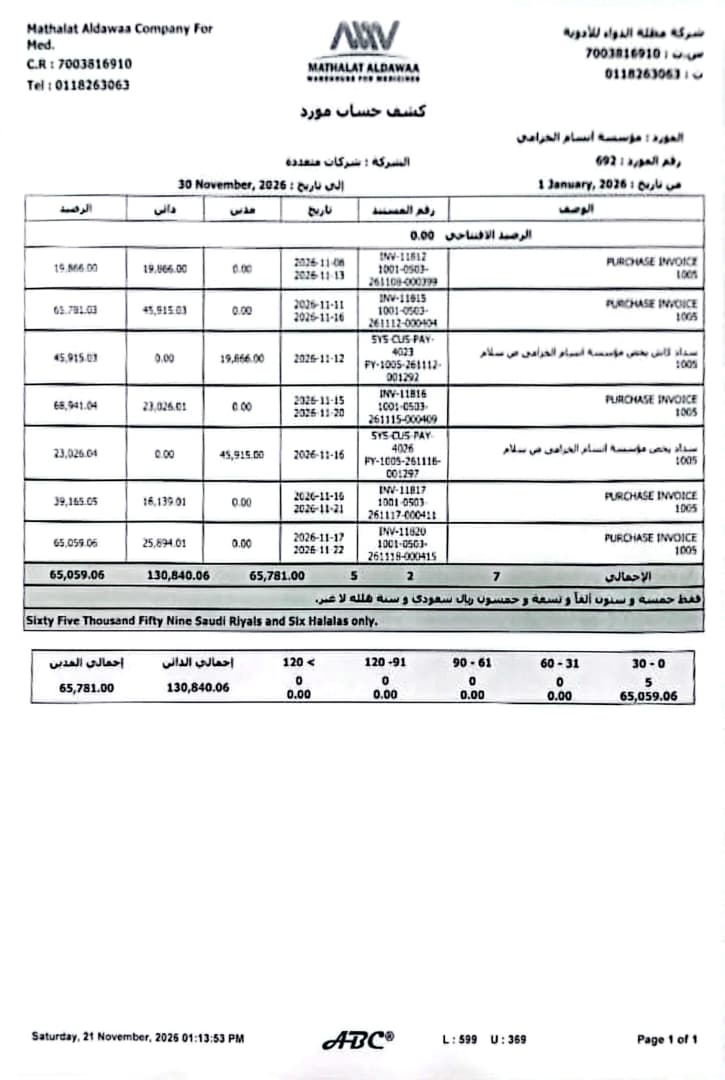 Mathalat Aldawaa Company For Med.
C.R : 7003816910
Tel : 0118263063
MATHALAT ALDAWAA
WAREHOUSE FOR MEDICINES
شركة مظلة الدواء للأدوية
س.ت : 7003816910
ت : 0118263063
كشف حساب مورد
المورد : مؤسسة أنسام الخزامى
رقم المورد : 692
الشركة : شركات متعددة
من تاريخ : 1 January, 2026
إلى تاريخ : 30 November, 2026
الوصف رقم المستند تاريخ مدين دائن الرصيد
الرصيد الافتتاحي 0.00
PURCHASE INVOICE 1005 INV-11812 1001-0503- 2026-11-08 2026-11-13 0.00 19,866.00 19,866.00
PURCHASE INVOICE 1005 INV-11815 1001-0503-261112-000404 2026-11-11 2026-11-16 0.00 45,915.03 65,781.03
سداد كاش يخص مؤسسة أنسام الخزامى ص سلام 1005 SYS-CUS-PAY-4023 PY-1005-261112-001292 2026-11-12 19,866.00 0.00 45,915.03
PURCHASE INVOICE 1005 INV-11816 1001-0503-261115-000409 2026-11-15 2026-11-20 0.00 23,026.01 68,941.04
سداد يخص مؤسسة أنسام الخزامى ص سلام 1005 SYS-CUS-PAY-4026 PY-1005-261116-001297 2026-11-16 45,915.00 0.00 23,026.04
PURCHASE INVOICE 1005 INV-11817 1001-0503-261117-000411 2026-11-16 2026-11-21 0.00 16,139.01 39,165.05
PURCHASE INVOICE 1005 INV-11820 1001-0503-261118-000415 2026-11-17 2026-11-22 0.00 25,894.01 65,059.06
الإجمالي 7 2 5 65,781.00 130,840.06 65,059.06
فقط خمسة و ستون ألفاً و تسعة و خمسون ريال سعودي و ستة هللة لا غير.
Sixty Five Thousand Fifty Nine Saudi Riyals and Six Halalas only.
30 - 0 60 - 31 90 - 61 120 -91 120 < إجمالي الدائن إجمالي المدين
5 0 0 0 0 130,840.06 65,781.00
65,059.06 0.00 0.00 0.00 0.00
Saturday, 21 November, 2026 01:13:53 PM
ABC®
L : 599 U : 369
Page 1 of 1